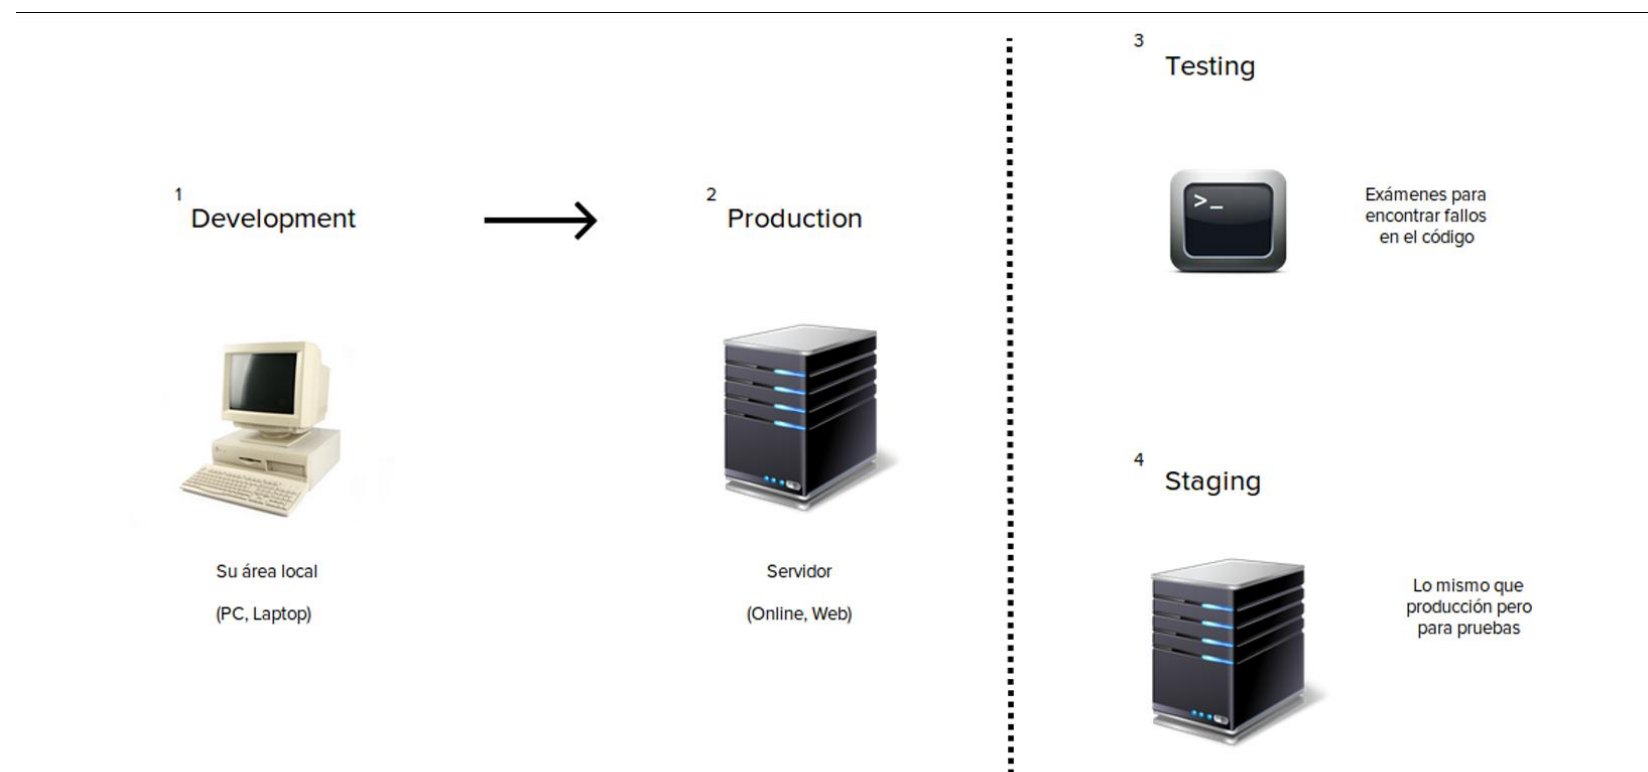 1
Development
2
Production
Su área local
(PC, Laptop)
Servidor
(Online, Web)
3
Testing
>_
Exámenes para
encontrar fallos
en el código
4
Staging
Lo mismo que
producción pero
para pruebas